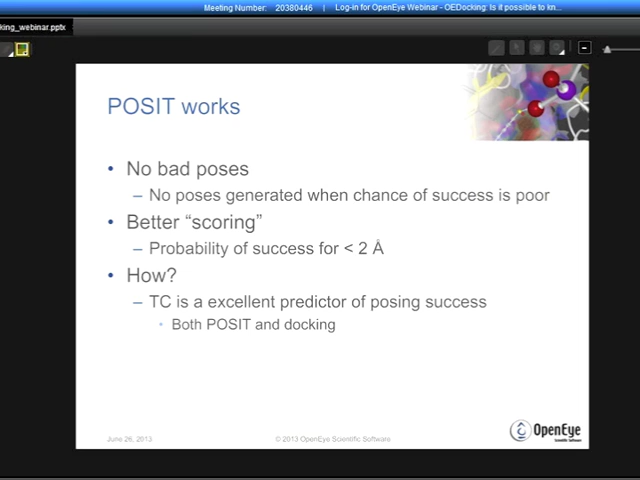 Meeting Number: 20380446 | Log-in for OpenEye Webinar - OEDocking: Is it possible to kn...
king_webinar.pptx
POSIT works
• No bad poses
– No poses generated when chance of success is poor
• Better “scoring”
– Probability of success for < 2 Å
• How?
– TC is a excellent predictor of posing success
• Both POSIT and docking
June 26, 2013 © 2013 OpenEye Scientific Software
OpenEye
Scientific Software